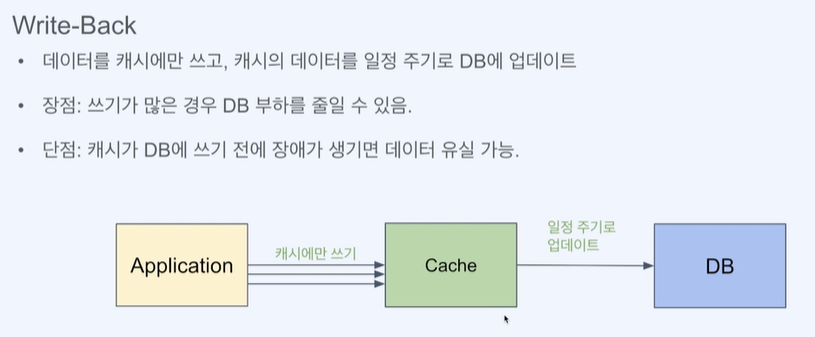 Write-Back
• 데이터를 캐시에만 쓰고, 캐시의 데이터를 일정 주기로 DB에 업데이트
• 장점: 쓰기가 많은 경우 DB 부하를 줄일 수 있음.
• 단점: 캐시가 DB에 쓰기 전에 장애가 생기면 데이터 유실 가능.
Application
캐시에만 쓰기
Cache
일정 주기로
업데이트
DB